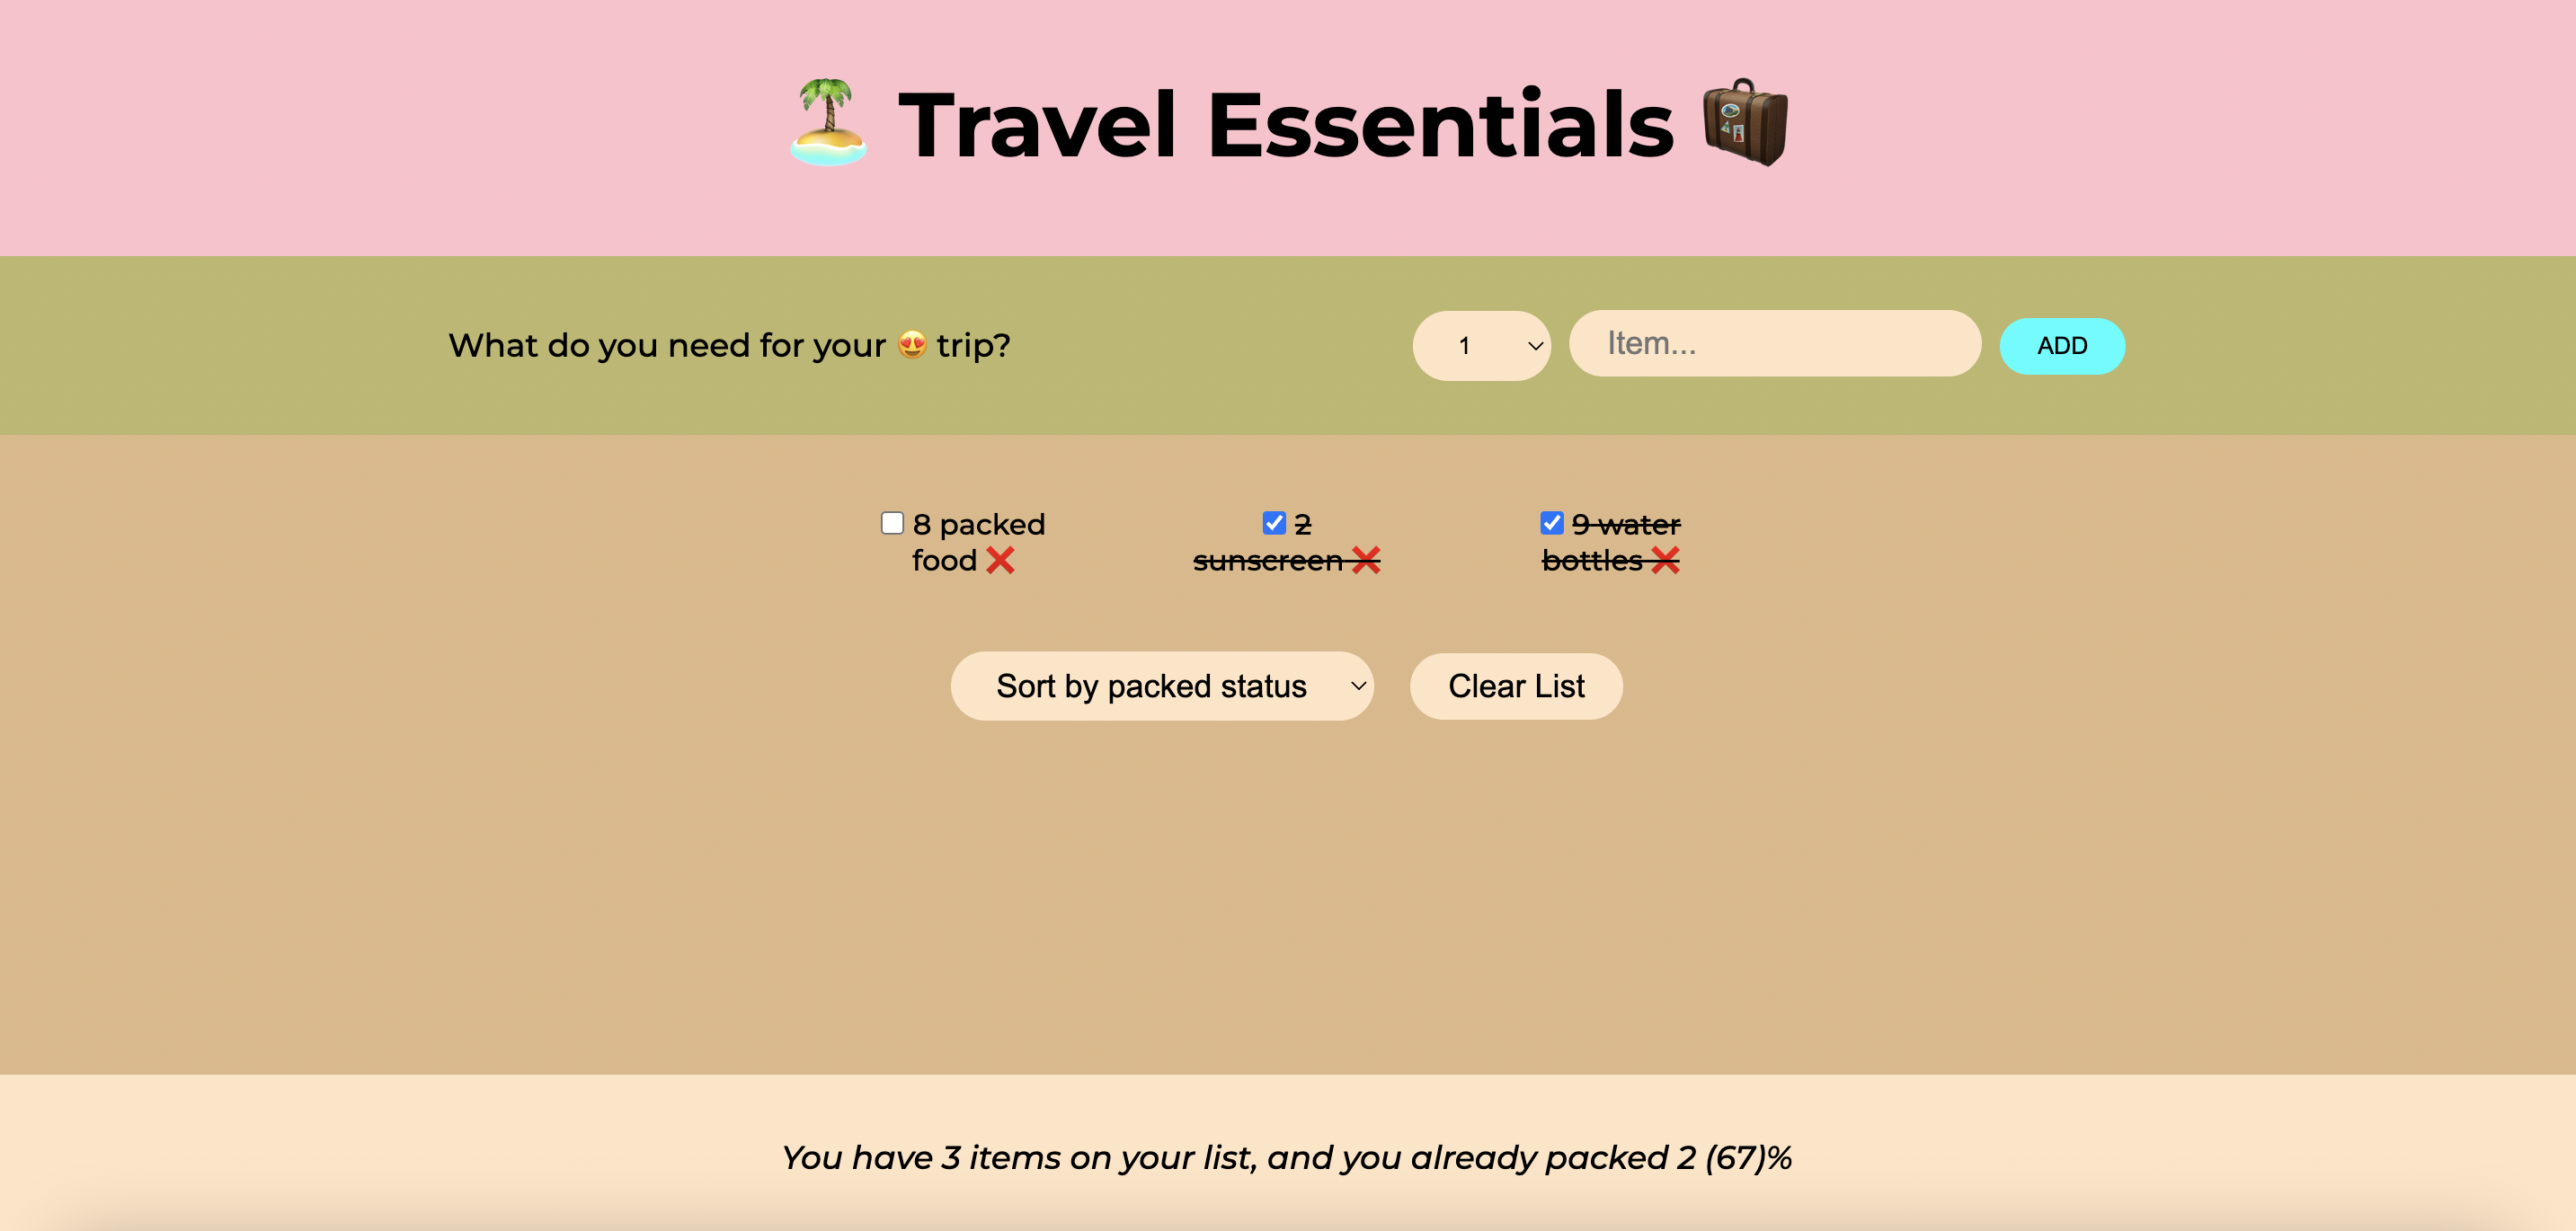 🏝️ Travel Essentials 🧳
What do you need for your 😍 trip?
1
Item...
ADD
8 packed
food ❌
2
sunscreen ❌
9 water
bottles ❌
Sort by packed status
Clear List
You have 3 items on your list, and you already packed 2 (67)%